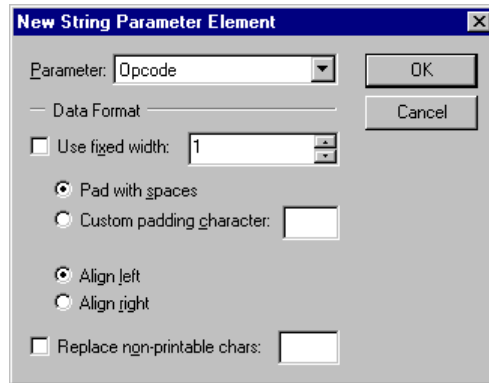 New String Parameter Element
Parameter: Opcode
OK
Data Format
Cancel
Use fixed width: 1
Pad with spaces
Custom padding character:
Align left
Align right
Replace non-printable chars: